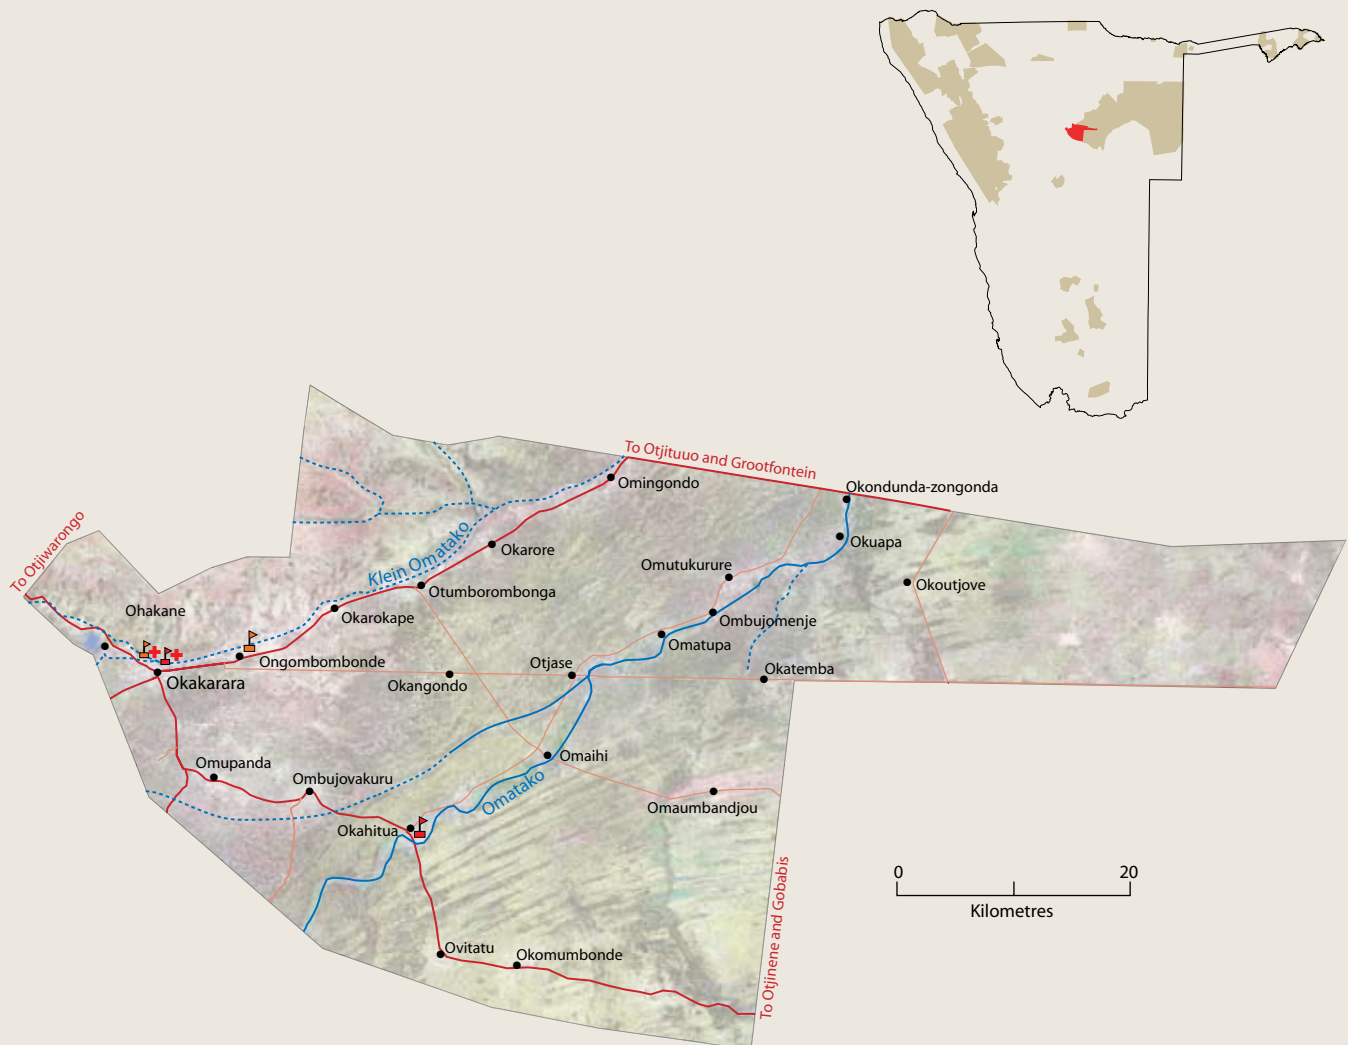 To Otjituuo and Grootfontein
Omingondo
Okondunda-zongonda
Okuapa
To Otjiwarongo
Klein Omatako
Okarore
Omutukurure
Okoutjove
Otumborombonga
Ohakane
Okarokape
Ombujomenje
Omatupa
Ongombombonde
Otjase
Okatemba
Okakarara
Okangondo
Omupanda
Omaihi
Ombujovakuru
Omatako
Omaumbandjou
Okahitua
To Otjinene and Gobabis
0 20
Kilometres
Ovitatu
Okomumbonde